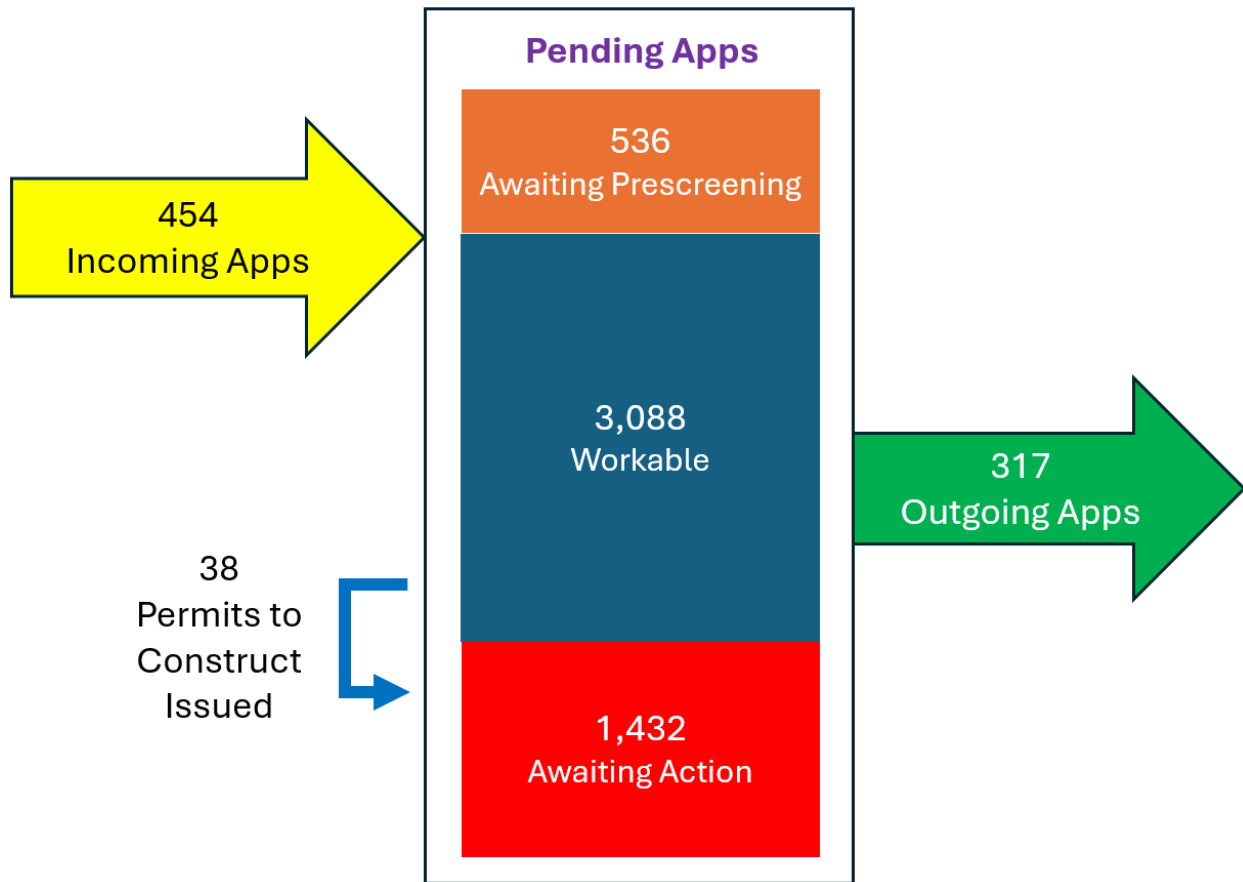 Pending Apps
536
Awaiting Prescreening
454
Incoming Apps
3,088
Workable
317
Outgoing Apps
38
Permits to
Construct
Issued
1,432
Awaiting Action